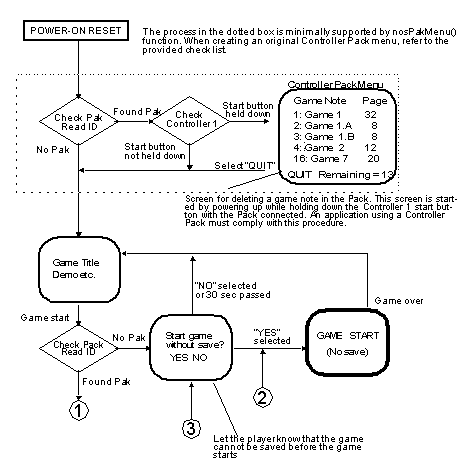 POWER-ON RESET
The process in the dotted box is minimally supported by nosPakMenu()
function. When creating an original Controller Pack menu, refer to the
provided check list.
Controller Pack Menu
Game Note Page
1: Game 1 32
2: Game 1.A 8
3: Game 1.B 8
4: Game 2 12
16: Game 7 20
QUIT Remaining = 13
Check Pak
Read ID
Found Pak
Check
Controller 1
Start button
held down
No Pak
Start button
not held down
Select "QUIT"
Screen for deleting a game note in the Pack. This screen is start-
ed by powering up while holding down the Controller 1 start but-
ton with the Pack connected. An application using a Controller
Pack must comply with this procedure.
Game Title
Demo etc.
"NO" selected
or 30 sec passed
Game over
Game start
Check Pack
Read ID
No Pak
Start game
without save?
YES NO
"YES"
selected
GAME START
(No save)
Found Pak
1
2
3
Let the player know that the game
cannot be saved before the game
starts